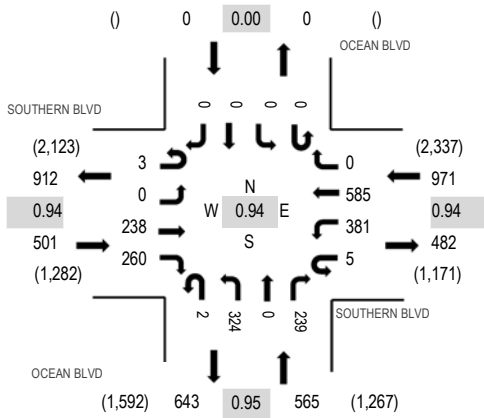 () 0 0.00 0 ()
OCEAN BLVD
SOUTHERN BLVD
0 0 0 0
(2,123) (2,337)
912 3 0 971
0 585
0.94 N 0.94
W 0.94 E
238 381
S
501 260 5 482
(1,282) (1,171)
2 324 0 239
SOUTHERN BLVD
OCEAN BLVD
(1,592) 643 0.95 565 (1,267)